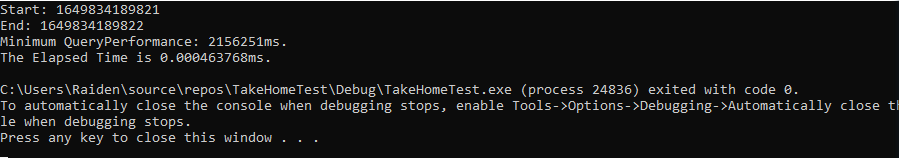 Start: 1649834189821
End: 1649834189822
Minimum QueryPerformance: 2156251ms.
The Elapsed Time is 0.000463768ms.
C:\Users\Raiden\source\repos\TakeHomeTest\Debug\TakeHomeTest.exe (process 24836) exited with code 0.
To automatically close the console when debugging stops, enable Tools->Options->Debugging->Automatically close th
le when debugging stops.
Press any key to close this window . . .